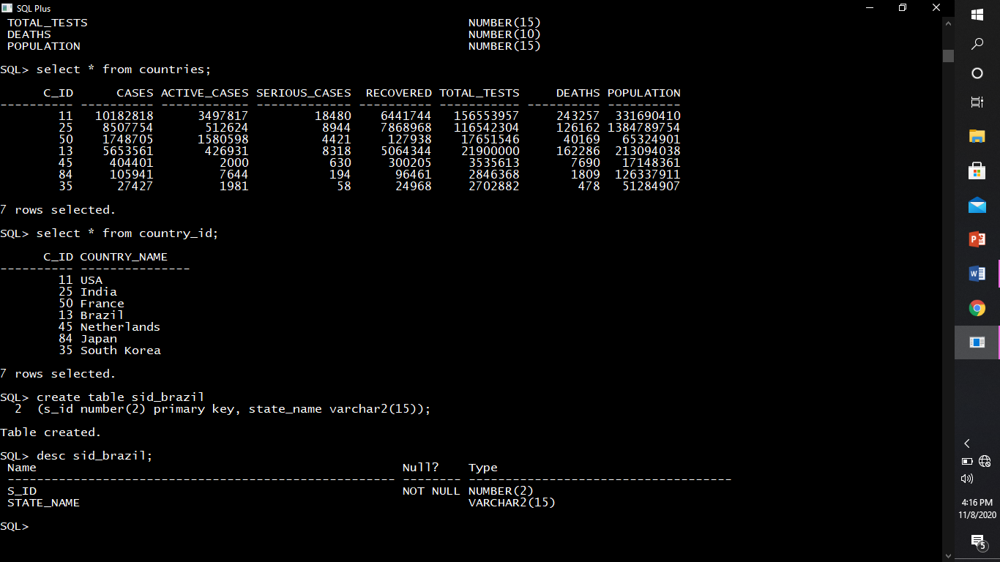 SQL Plus
 TOTAL_TESTS                                                    NUMBER(15)
 DEATHS                                                         NUMBER(10)
 POPULATION                                                     NUMBER(15)
SQL> select * from countries;
      C_ID      CASES ACTIVE_CASES SERIOUS_CASES  RECOVERED TOTAL_TESTS     DEATHS POPULATION
---------- ---------- ------------ ------------- ---------- ----------- ---------- ----------
        11   10182818      3497817         18480    6441744   156553957     243257  331690410
        25    8507754       512624          8944    7868968   116542304     126162 1384789754
        50    1748705      1580598          4421     127938    17651546      40169   65324901
        13    5653561       426931          8318    5064344    21900000     162286  213094038
        45     404401         2000           630     300205     3535613       7690   17148361
        84     105941         7644           194      96461     2846368       1809  126337911
        35      27427         1981            58      24968     2702882        478   51284907
7 rows selected.
SQL> select * from country_id;
      C_ID COUNTRY_NAME
---------- ---------------
        11 USA
        25 India
        50 France
        13 Brazil
        45 Netherlands
        84 Japan
        35 South Korea
7 rows selected.
SQL> create table sid_brazil
  2  (s_id number(2) primary key, state_name varchar2(15));
Table created.
SQL> desc sid_brazil;
 Name                                                  Null?    Type
 ----------------------------------------------------- -------- ------------------------------------
 S_ID                                                  NOT NULL NUMBER(2)
 STATE_NAME                                                     VARCHAR2(15)
SQL>
4:16 PM
11/8/2020
5